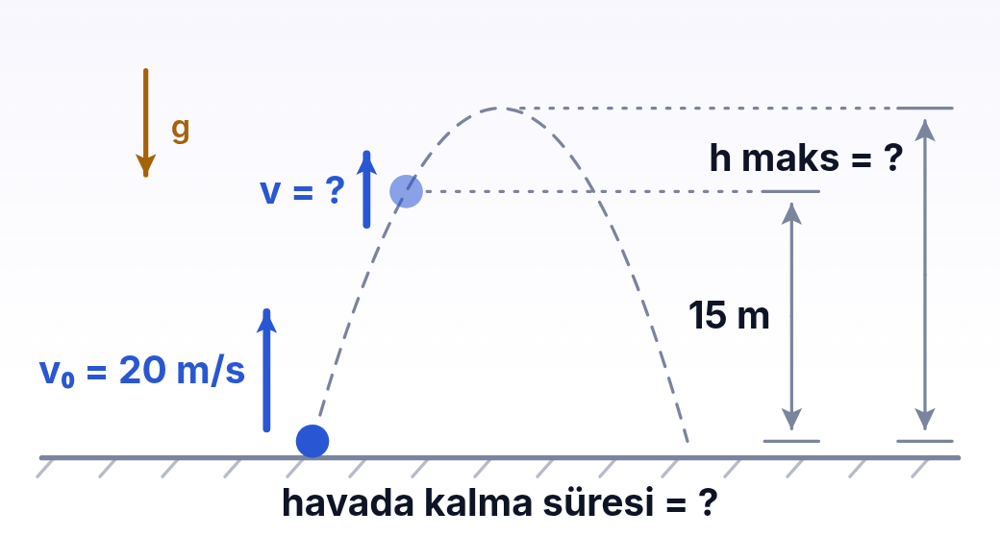 g
h maks = ?
v = ?
15 m
v₀ = 20 m/s
havada kalma süresi = ?